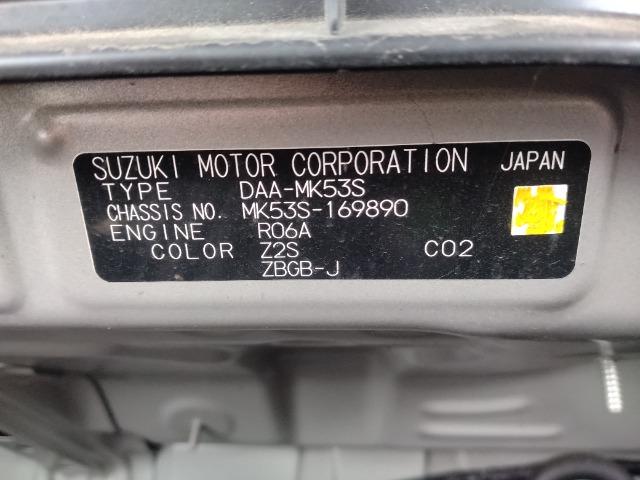 SUZUKI MOTOR CORPORATION JAPAN
TYPE DAA-MK53S
CHASSIS NO. MK53S-169890
ENGINE R06A
COLOR Z2S C02
ZBGB-J